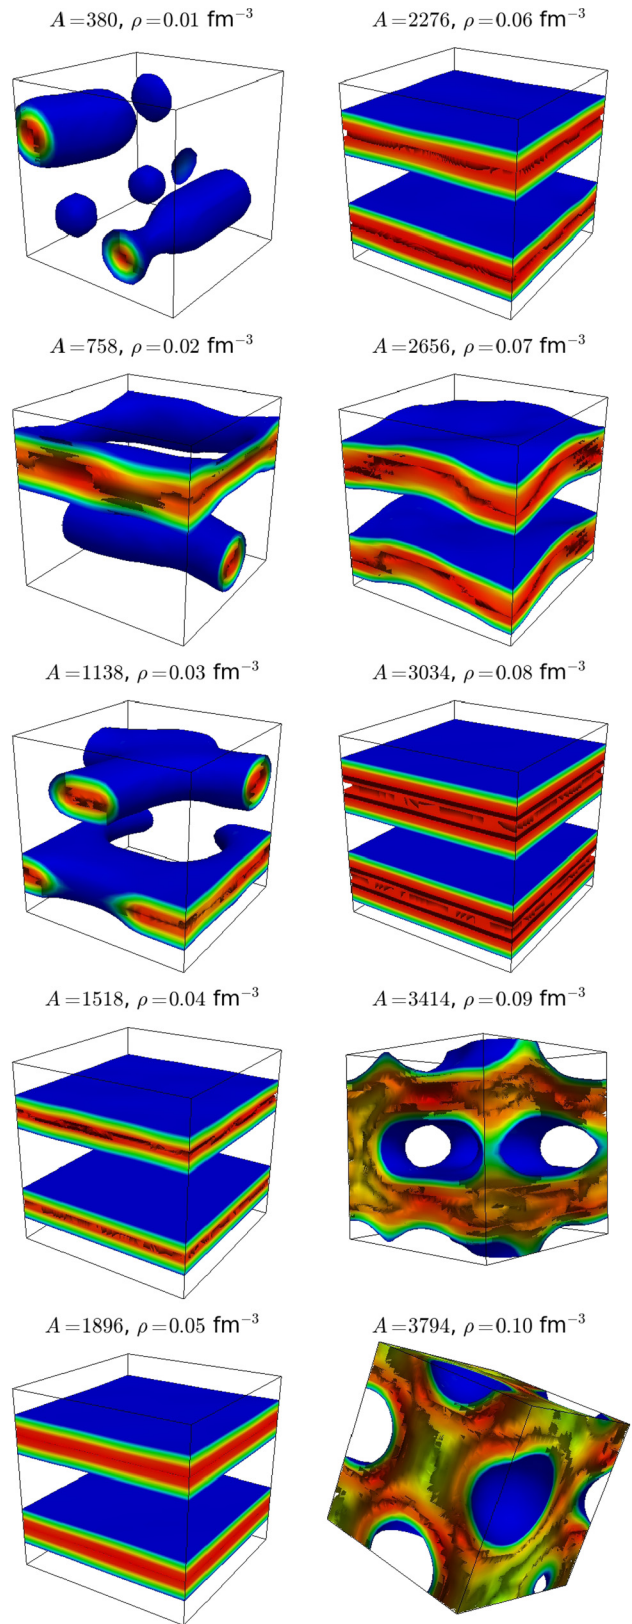 A=380, ρ=0.01 fm⁻³
A=2276, ρ=0.06 fm⁻³
A=758, ρ=0.02 fm⁻³
A=2656, ρ=0.07 fm⁻³
A=1138, ρ=0.03 fm⁻³
A=3034, ρ=0.08 fm⁻³
A=1518, ρ=0.04 fm⁻³
A=3414, ρ=0.09 fm⁻³
A=1896, ρ=0.05 fm⁻³
A=3794, ρ=0.10 fm⁻³